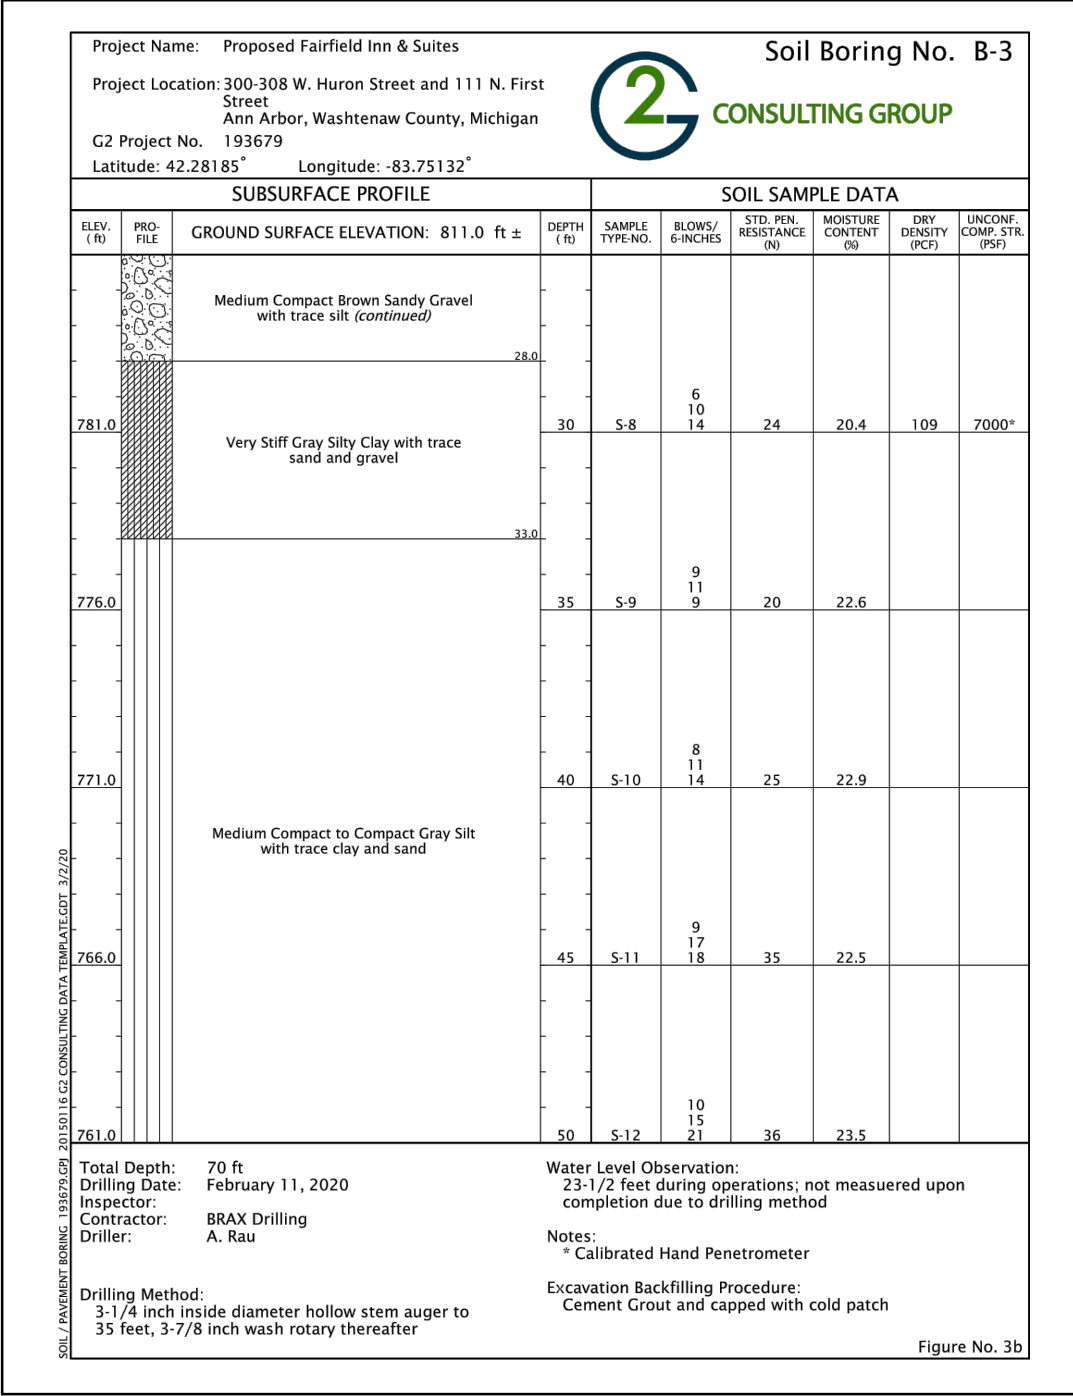 Project Name: Proposed Fairfield Inn & Suites
Project Location: 300-308 W. Huron Street and 111 N. First
Street
Ann Arbor, Washtenaw County, Michigan
G2 Project No. 193679
Latitude: 42.28185° Longitude: -83.75132°
G2 CONSULTING GROUP
Soil Boring No. B-3
SUBSURFACE PROFILE
SOIL SAMPLE DATA
ELEV.
( ft)
PRO-
FILE
GROUND SURFACE ELEVATION: 811.0 ft ±
DEPTH
( ft)
SAMPLE
TYPE-NO.
BLOWS/
6-INCHES
STD. PEN.
RESISTANCE
(N)
MOISTURE
CONTENT
(%)
DRY
DENSITY
(PCF)
UNCONF.
COMP. STR.
(PSF)
Medium Compact Brown Sandy Gravel
with trace silt (continued)
28.0
6
10
781.0 30 S-8 14 24 20.4 109 7000*
Very Stiff Gray Silty Clay with trace
sand and gravel
33.0
9
11
776.0 35 S-9 9 20 22.6
8
11
771.0 40 S-10 14 25 22.9
Medium Compact to Compact Gray Silt
with trace clay and sand
9
17
766.0 45 S-11 18 35 22.5
10
15
761.0 50 S-12 21 36 23.5
SOIL / PAVEMENT BORING 193679.GPJ 20150116 G2 CONSULTING DATA TEMPLATE.GDT 3/2/20
Total Depth: 70 ft
Drilling Date: February 11, 2020
Inspector:
Contractor: BRAX Drilling
Driller: A. Rau
Drilling Method:
3-1/4 inch inside diameter hollow stem auger to
35 feet, 3-7/8 inch wash rotary thereafter
Water Level Observation:
23-1/2 feet during operations; not measuered upon
completion due to drilling method
Notes:
* Calibrated Hand Penetrometer
Excavation Backfilling Procedure:
Cement Grout and capped with cold patch
Figure No. 3b